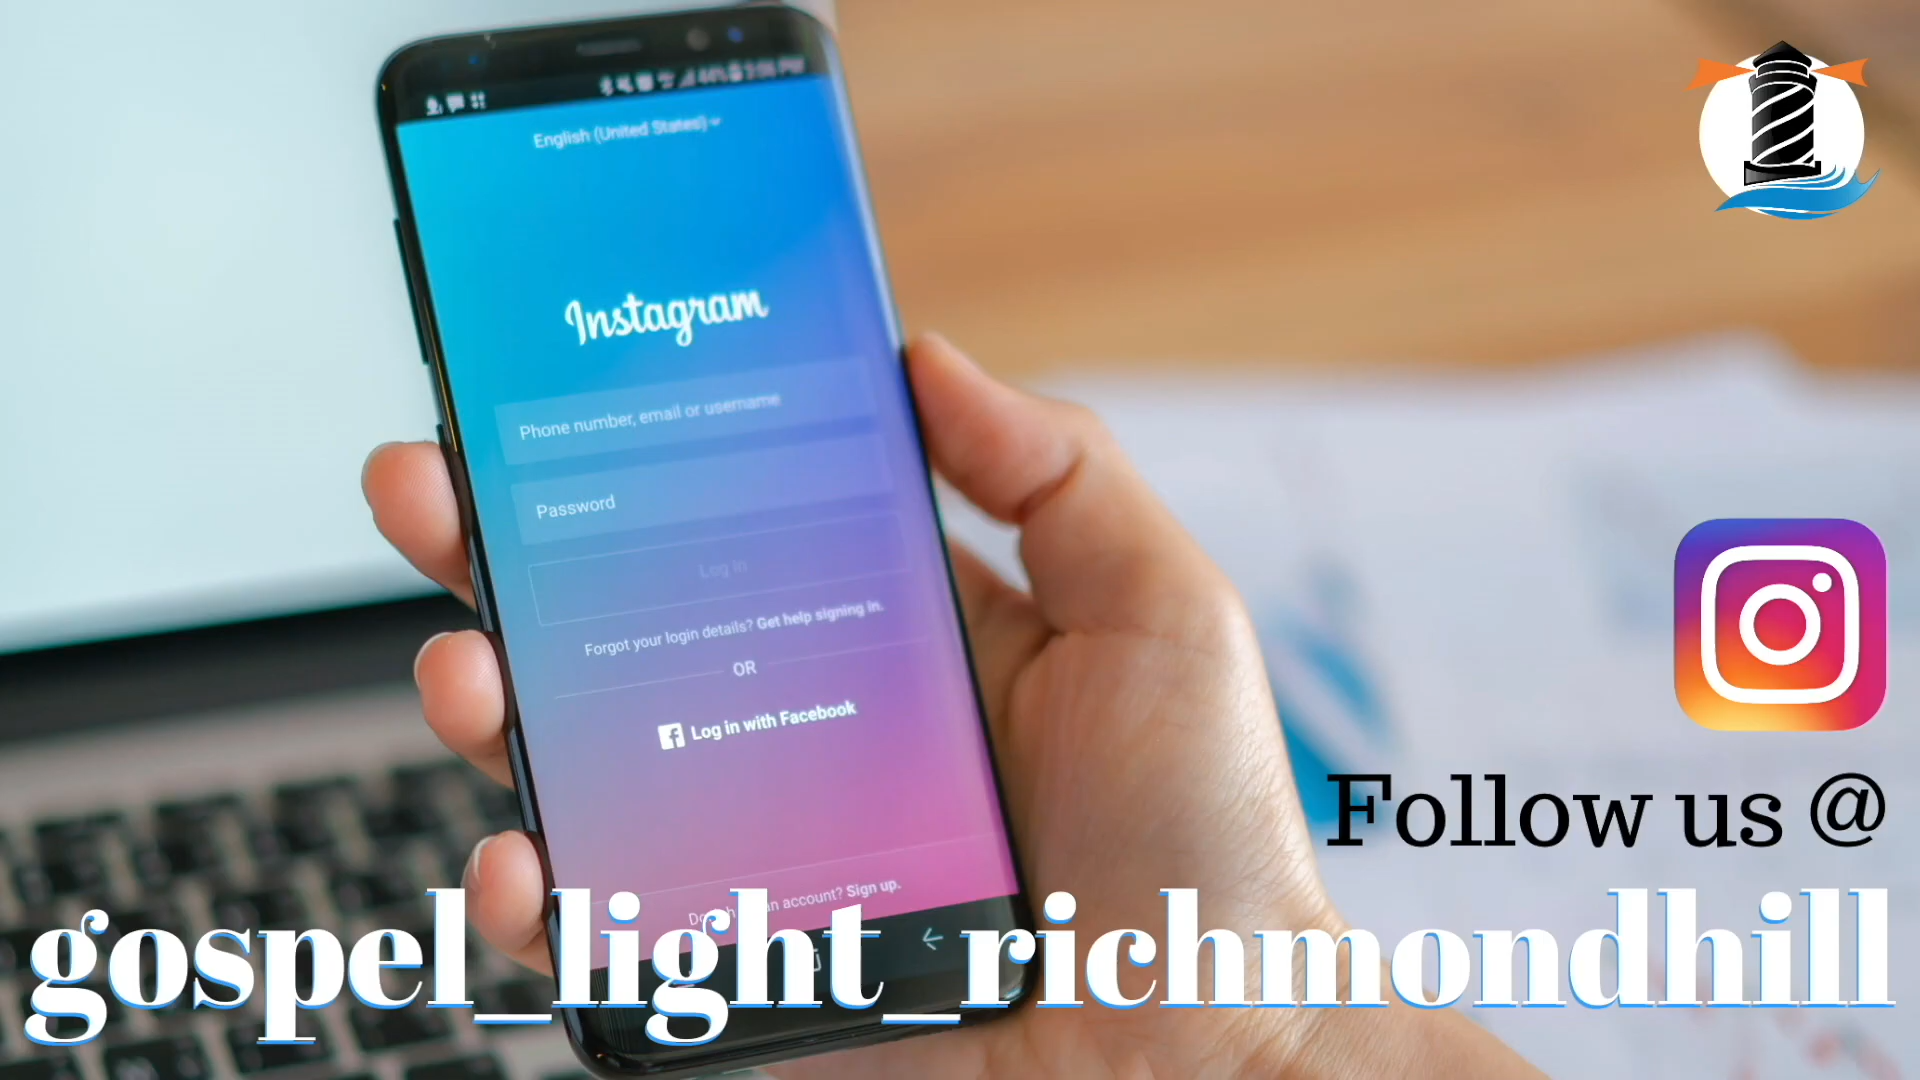 English (United States)
Instagram
Phone number, email or username
Password
Log in
Forgot your login details? Get help signing in.
OR
Log in with Facebook
an account? Sign up.
Follow us @
gospel_light_richmondhill